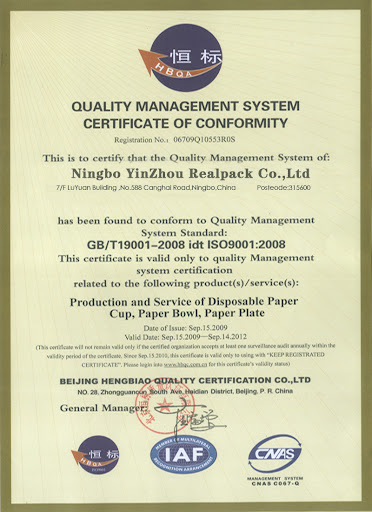 恒标
HBQA
QUALITY MANAGEMENT SYSTEM
CERTIFICATE OF CONFORMITY
Registration No.: 06709Q10553R0S
This is to certify that the Quality Management System of:
Ningbo YinZhou Realpack Co.,Ltd
7/F LuYuan Building ,No.588 Canghai Road,Ningbo,China Posteode:315600
has been found to conform to Quality Management
System Standard:
GB/T19001-2008 idt ISO9001:2008
This certificate is valid only to quality Management
system certification
related to the following product(s)/service(s):
Production and Service of Disposable Paper
Cup, Paper Bowl, Paper Plate
Date of Issue: Sep.15.2009
Valid Date: Sep.15.2009—Sep.14.2012
(This certificate will not remain valid only if the certified organization accepts at least one surveillance audit annually within the
validity period of the certificate. Since Sep.15.2010, this certificate is valid only to using with "KEEP REGISTRATED
CERTIFICATE". Please login into www.hbqc.com.cn for this certificate's validity status)
BEIJING HENGBIAO QUALITY CERTIFICATION CO.,LTD
NO. 28, Zhongguancun South Ave.,Haidian District, Beijing, P. R. China
General Manager:
恒标
HBQA
MEMBER OF MULTILATERAL
IAF
RECOGNITION ARRANGEMENT
CNAS
MANAGEMENT SYSTEM
CNAS C067-Q